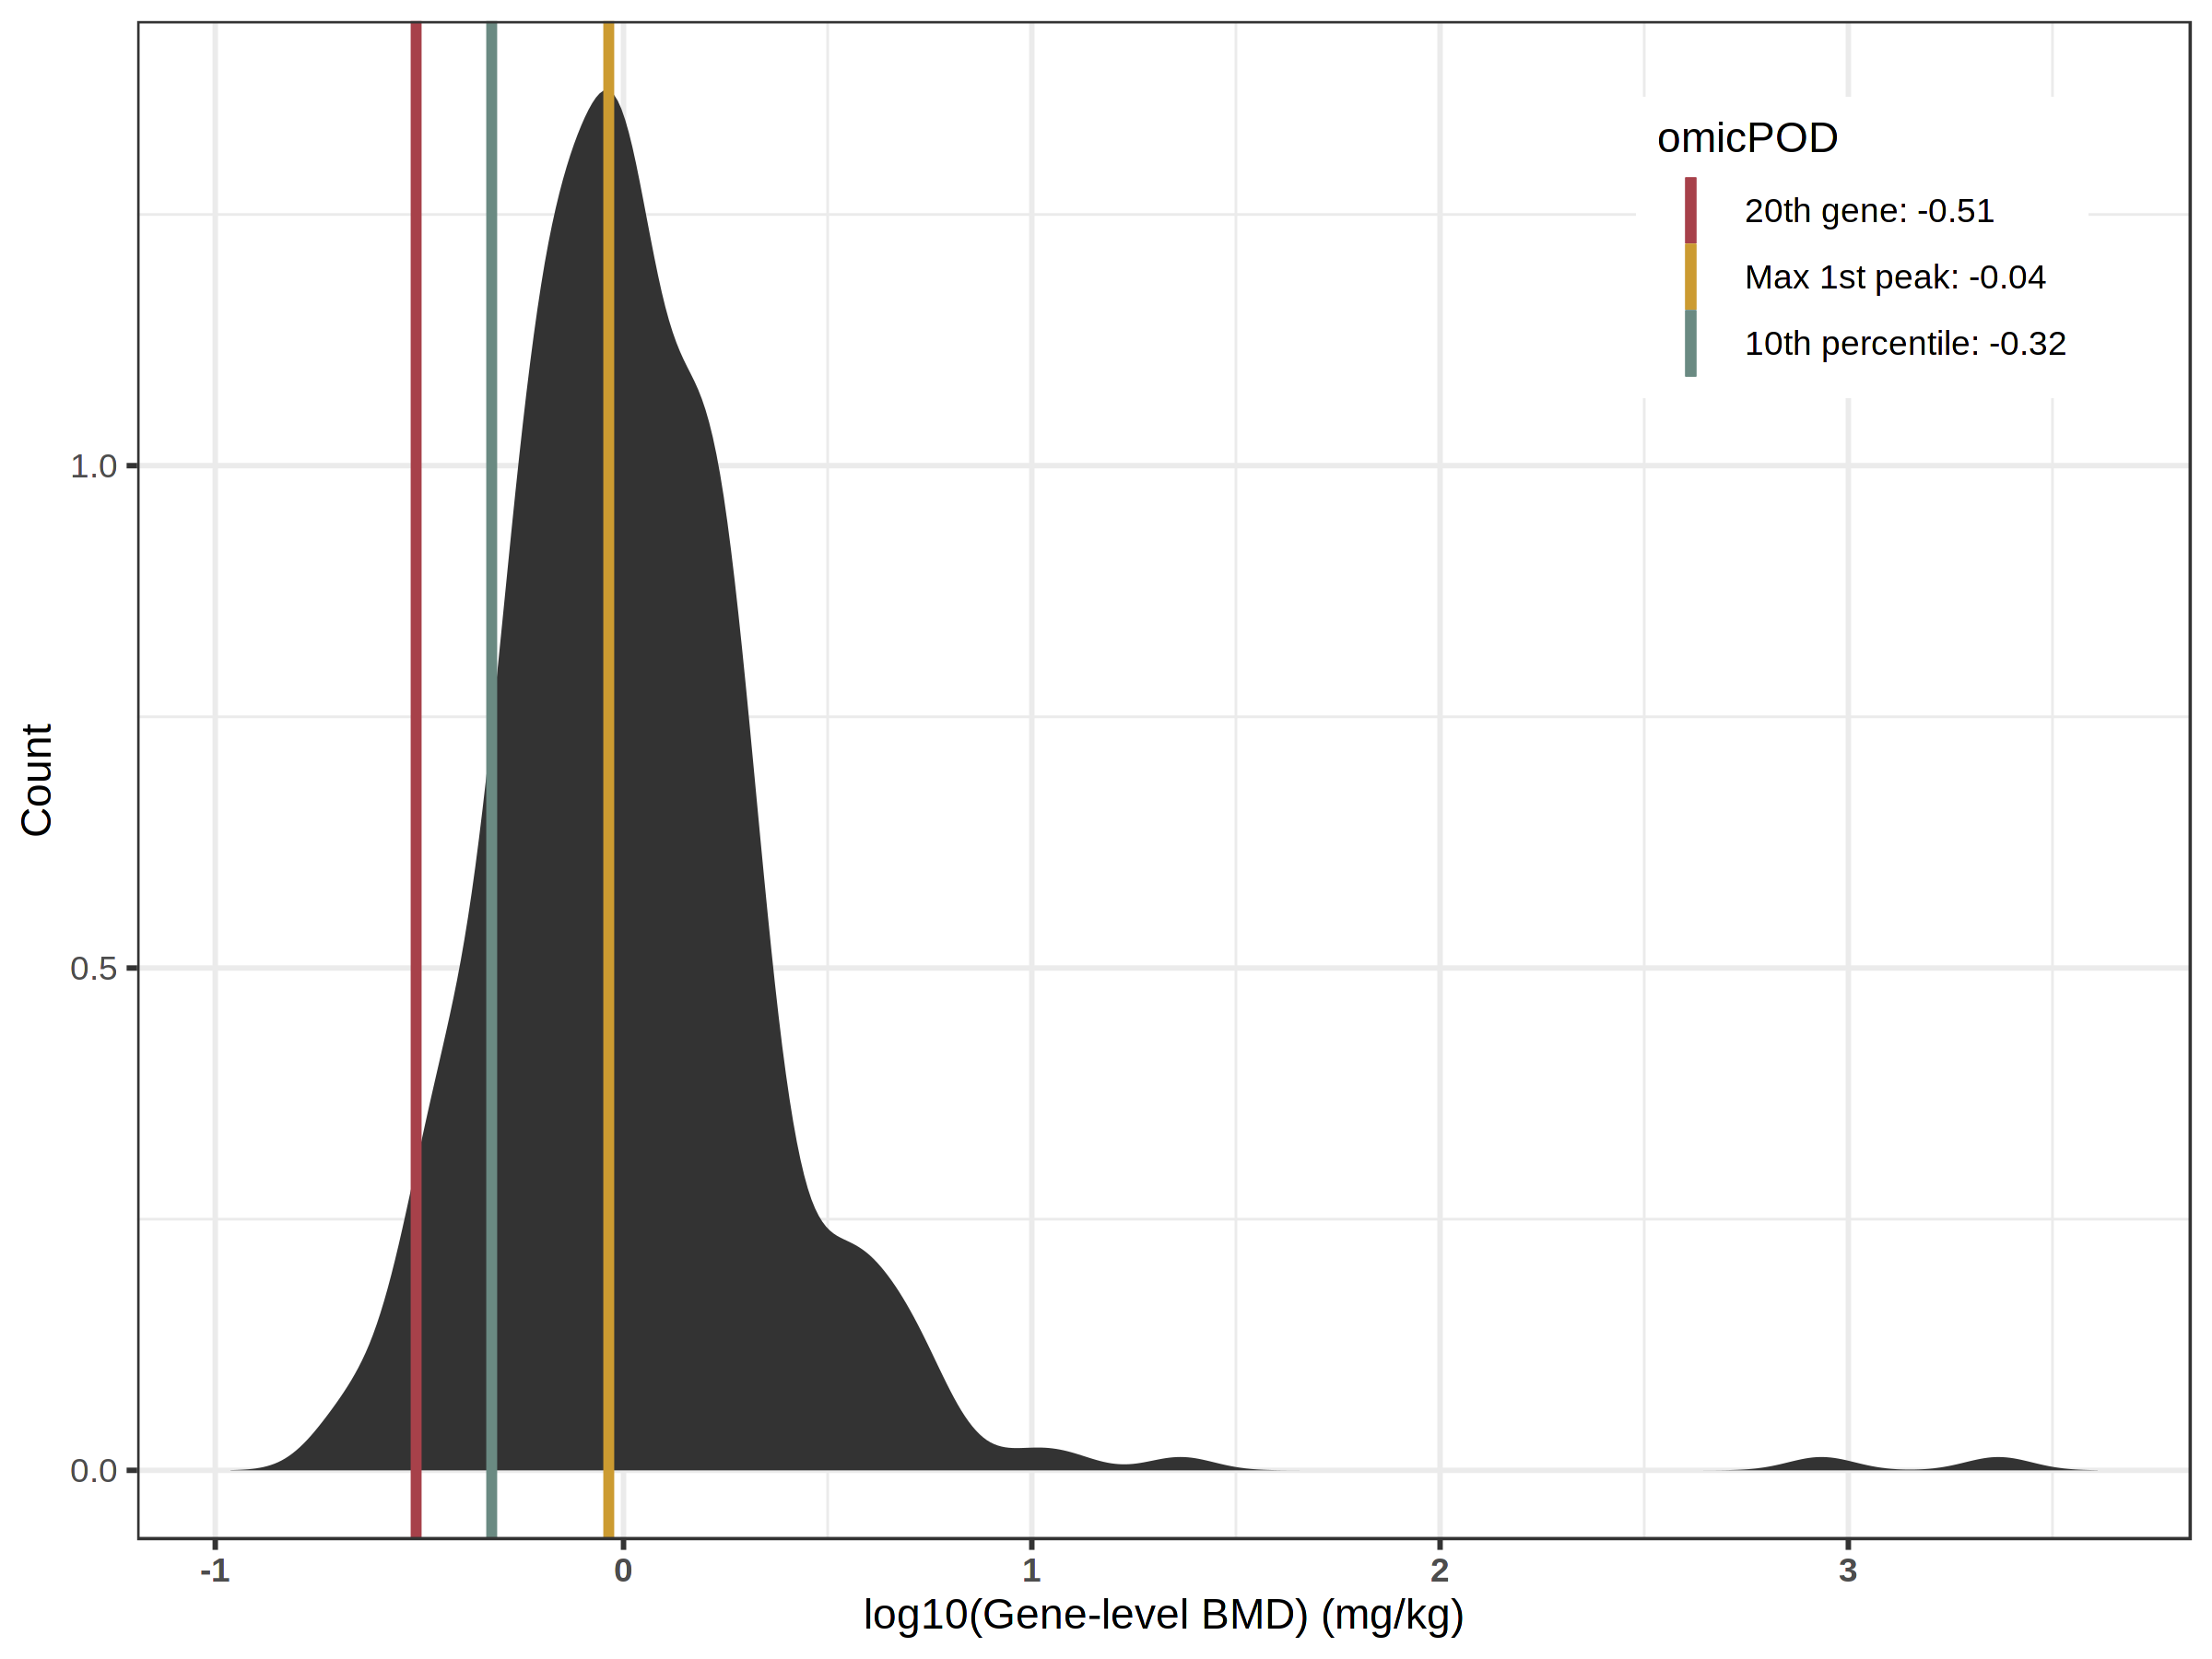 omicPOD
20th gene: -0.51
Max 1st peak: -0.04
10th percentile: -0.32
1.0
0.5
0.0
Count
-1 0 1 2 3
log10(Gene-level BMD) (mg/kg)